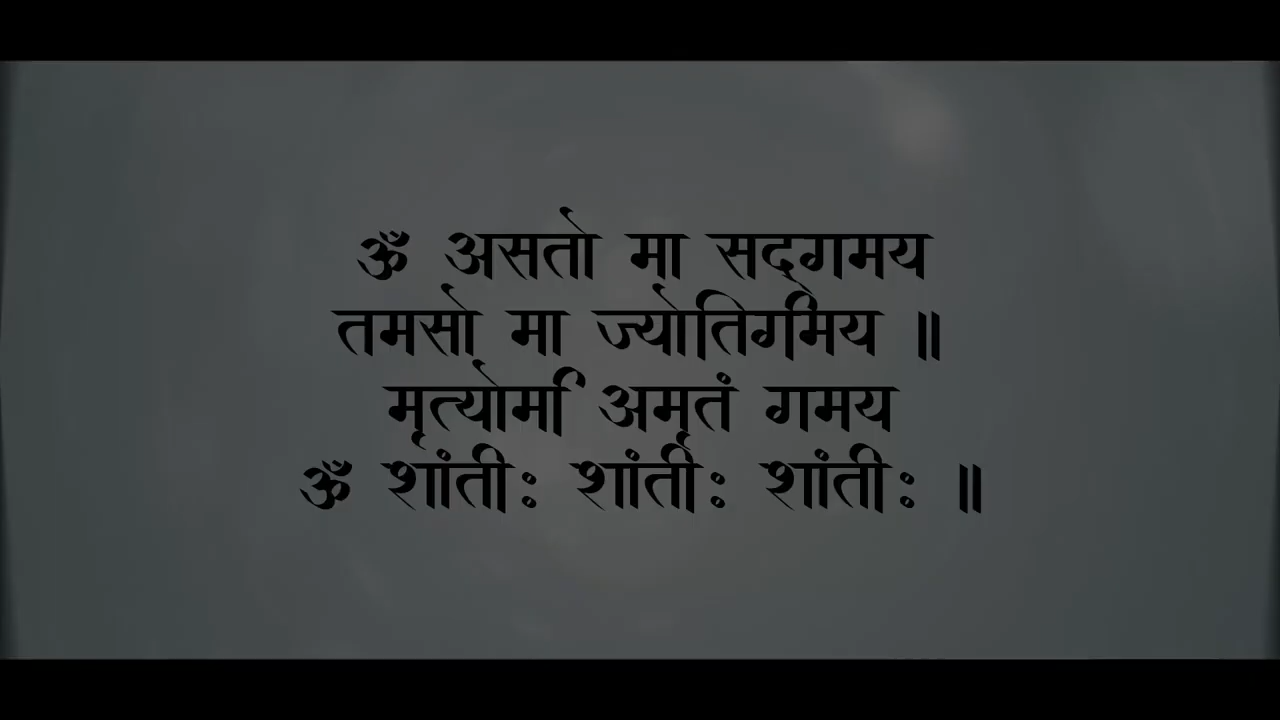 ॐ असतो मा सद्गमय
तमसो मा ज्योतिर्गमय ॥
मृत्योर्मा अमृतं गमय
ॐ शांतीः शांतीः शांतीः ॥